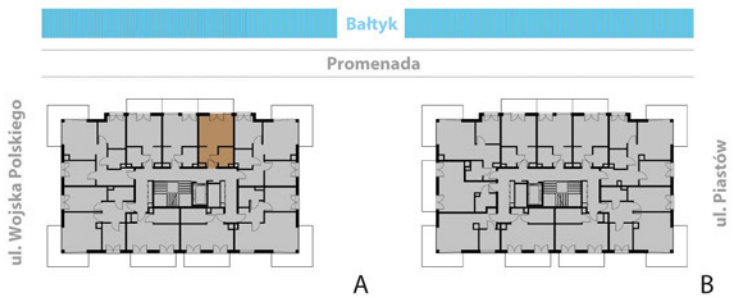 Bałtyk
Promenada
ul. Wojska Polskiego
ul. Piastów
A
B